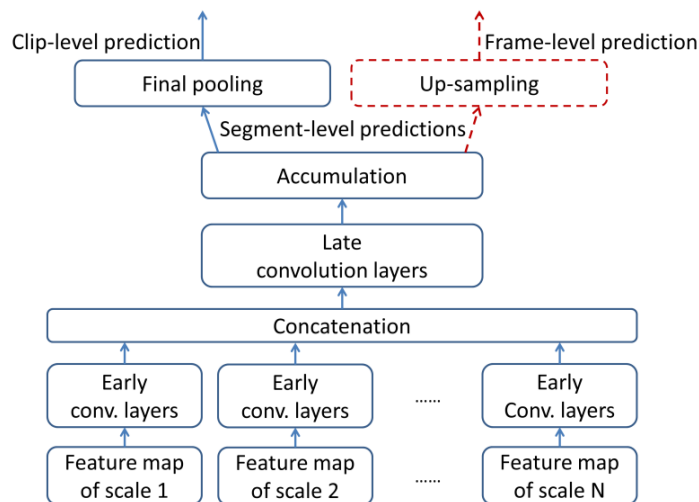 Clip-level prediction
Frame-level prediction
Final pooling
Up-sampling
Segment-level predictions
Accumulation
Late
convolution layers
Concatenation
Early
conv. layers
Early
conv. layers
......
Early
Conv. layers
Feature map
of scale 1
Feature map
of scale 2
......
Feature map
of scale N